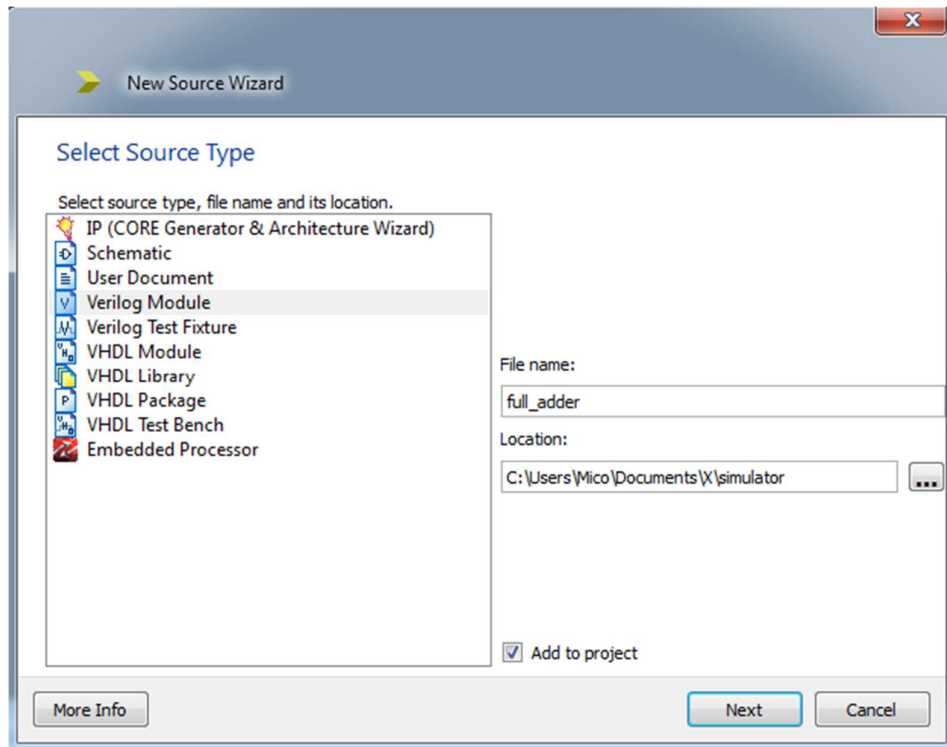 New Source Wizard
Select Source Type
Select source type, file name and its location.
IP (CORE Generator & Architecture Wizard)
Schematic
User Document
Verilog Module
Verilog Test Fixture
VHDL Module
VHDL Library
VHDL Package
VHDL Test Bench
Embedded Processor
File name:
full_adder
Location:
C:\Users\Mico\Documents\X\simulator
...
Add to project
More Info
Next
Cancel